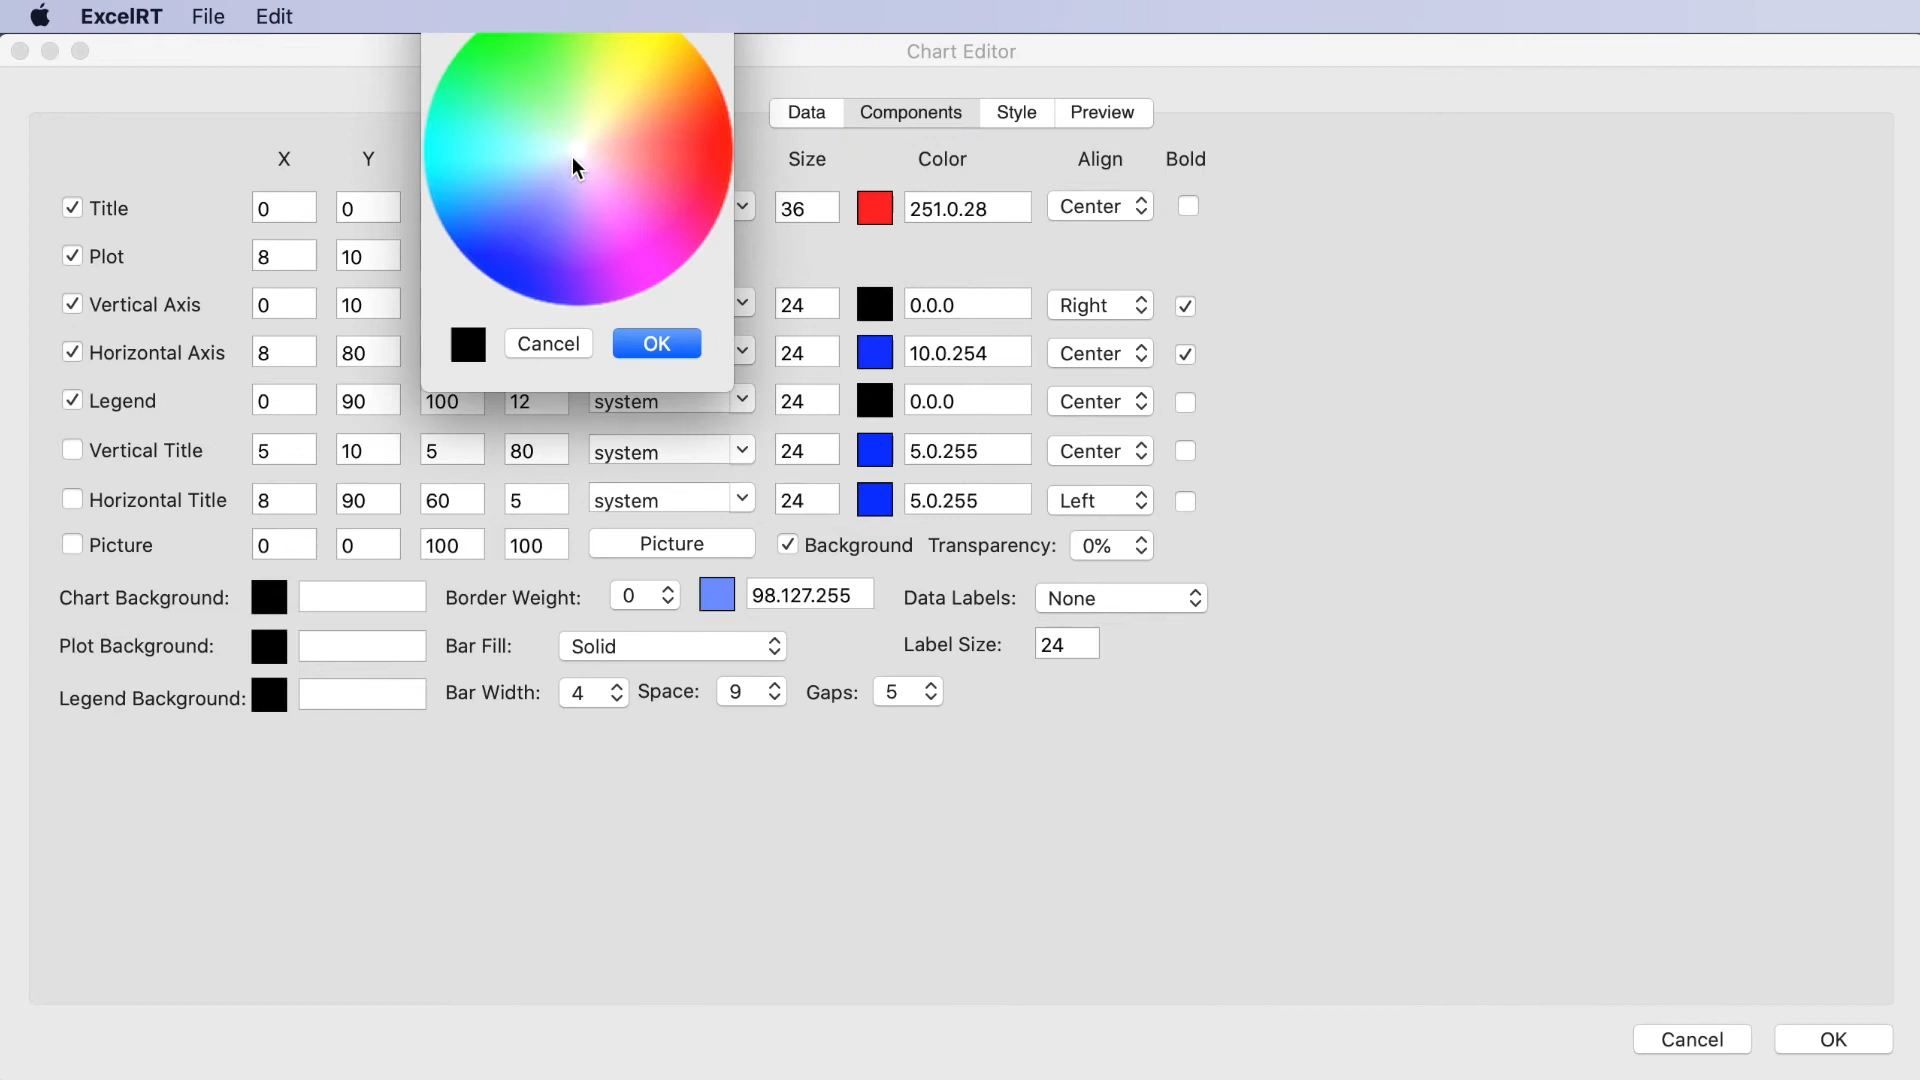 ExcelRT File Edit
Chart Editor
Data Components Style Preview
X Y Size Color Align Bold
Title 0 0 36 251.0.28 Center
Plot 8 10
Vertical Axis 0 10 24 0.0.0 Right
Horizontal Axis 8 80 24 10.0.254 Center
Cancel OK
Legend 0 90 100 12 system 24 0.0.0 Center
Vertical Title 5 10 5 80 system 24 5.0.255 Center
Horizontal Title 8 90 60 5 system 24 5.0.255 Left
Picture 0 0 100 100 Picture Background Transparency: 0%
Chart Background: Border Weight: 0 98.127.255 Data Labels: None
Plot Background: Bar Fill: Solid Label Size: 24
Legend Background: Bar Width: 4 Space: 9 Gaps: 5
Cancel OK